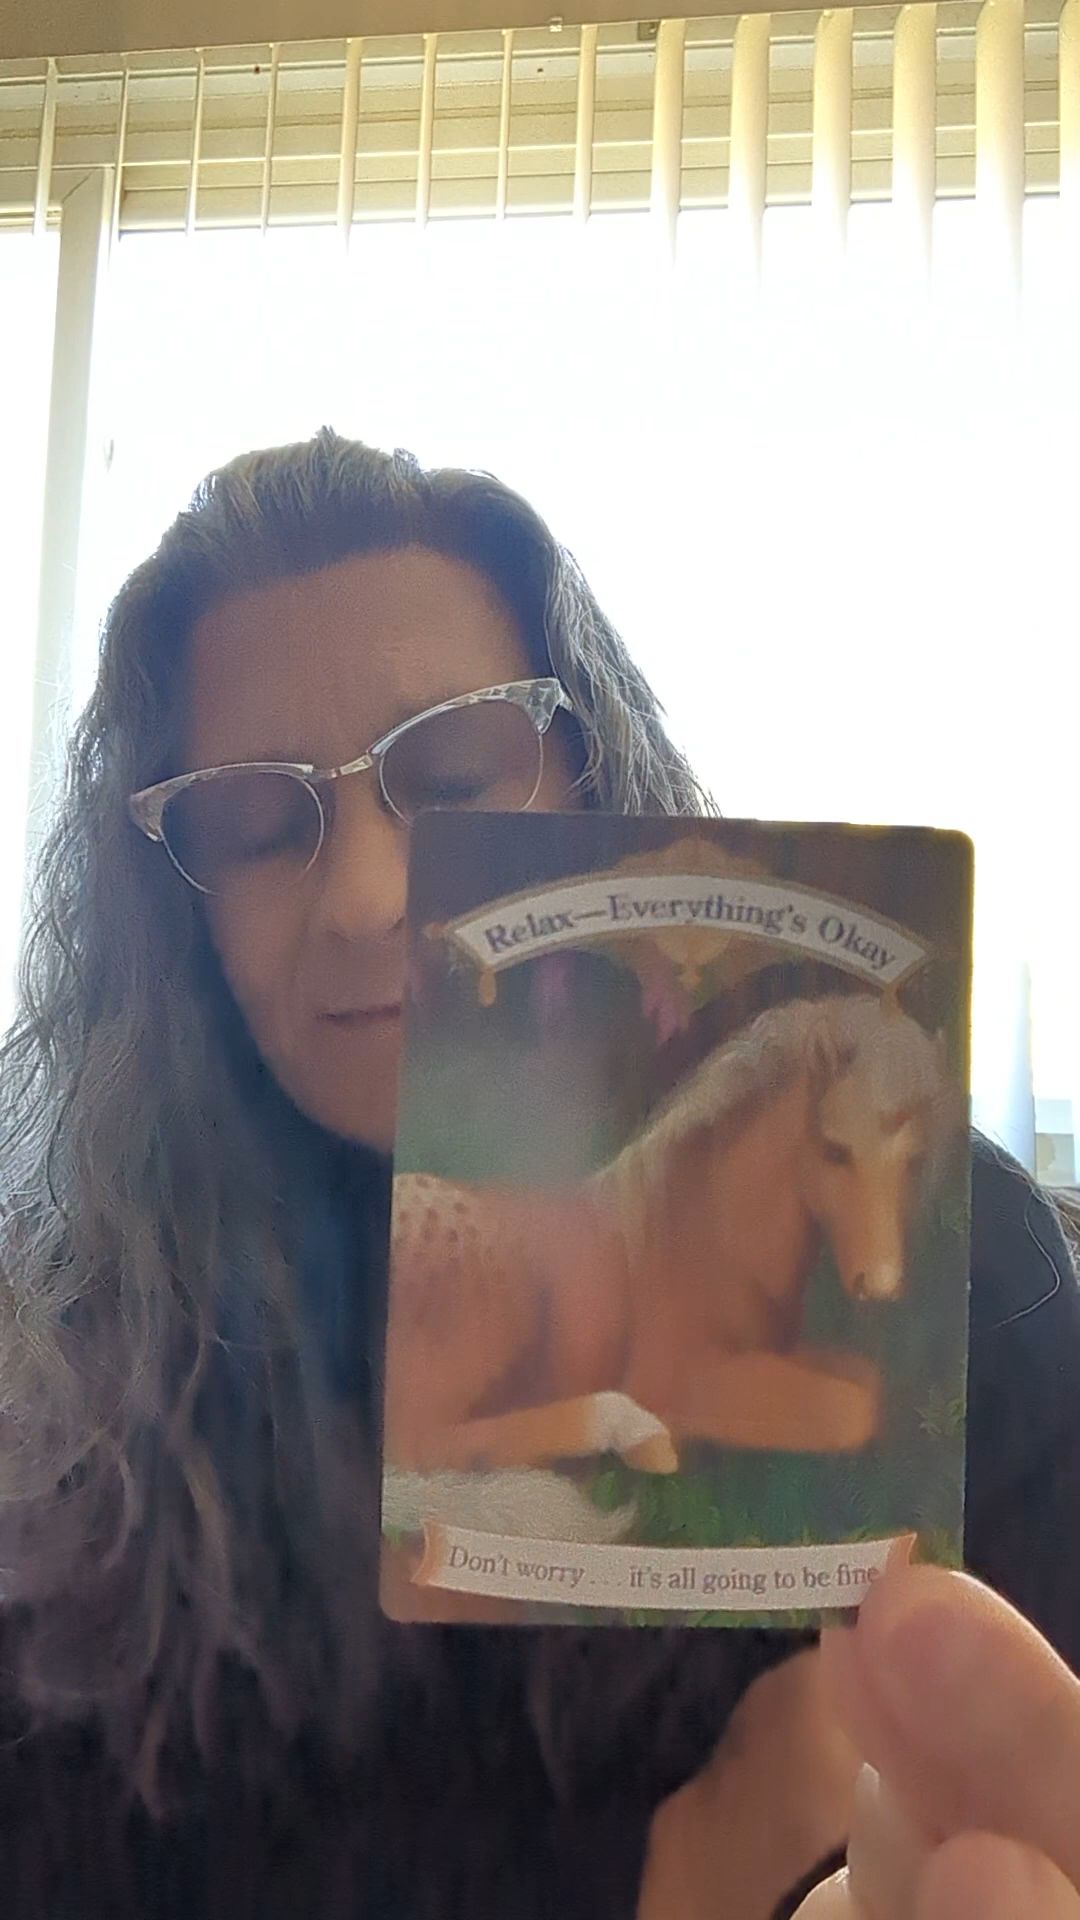 Relax—Everything's Okay
Don't worry . . . it's all going to be fine